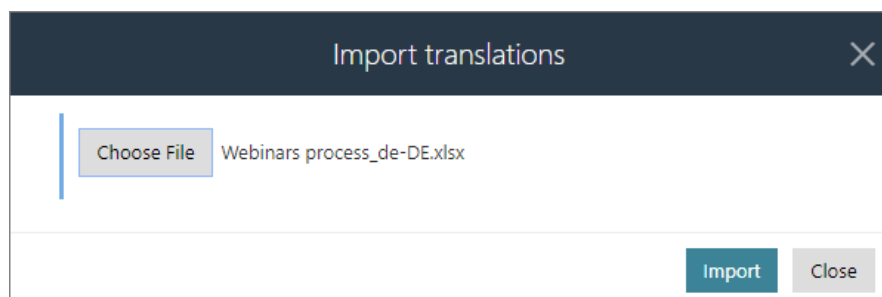 Import translations
Choose File Webinars process_de-DE.xlsx
Import Close